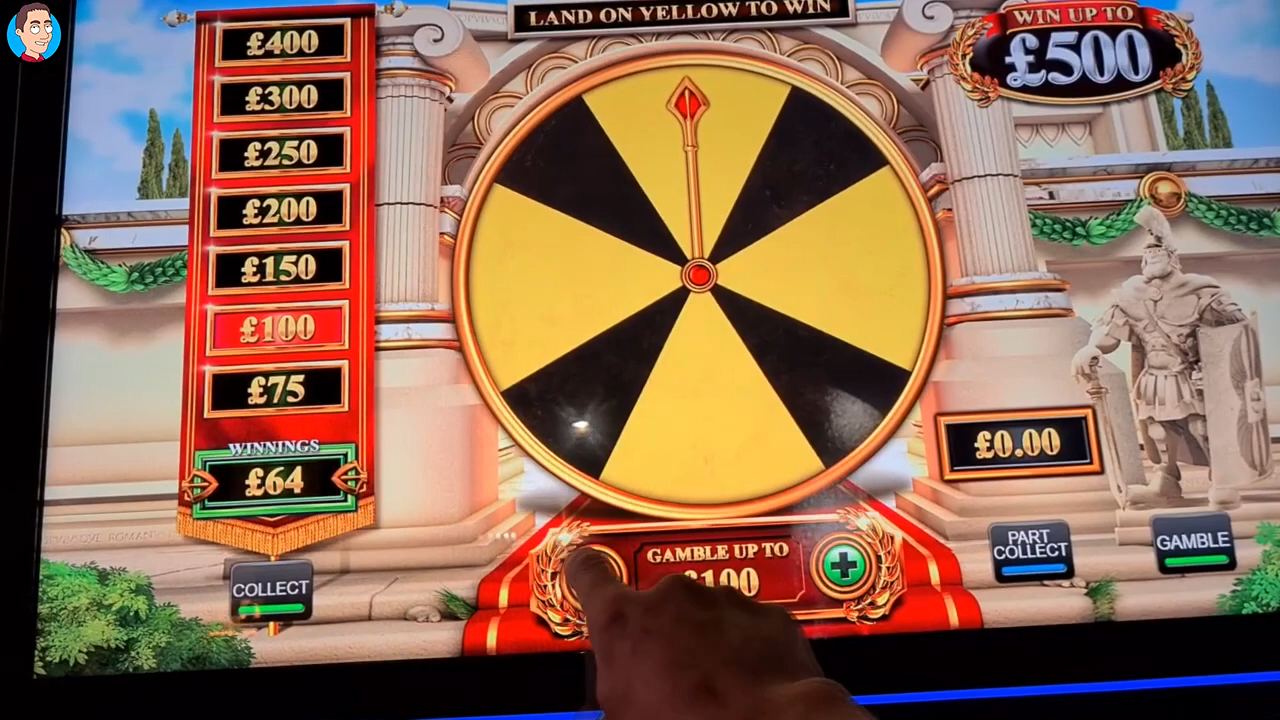 LAND ON YELLOW TO WIN
WIN UP TO
£500
£400
£300
£250
£200
£150
£100
£75
WINNINGS
£64
COLLECT
GAMBLE UP TO
£100
£0.00
PART
COLLECT
GAMBLE